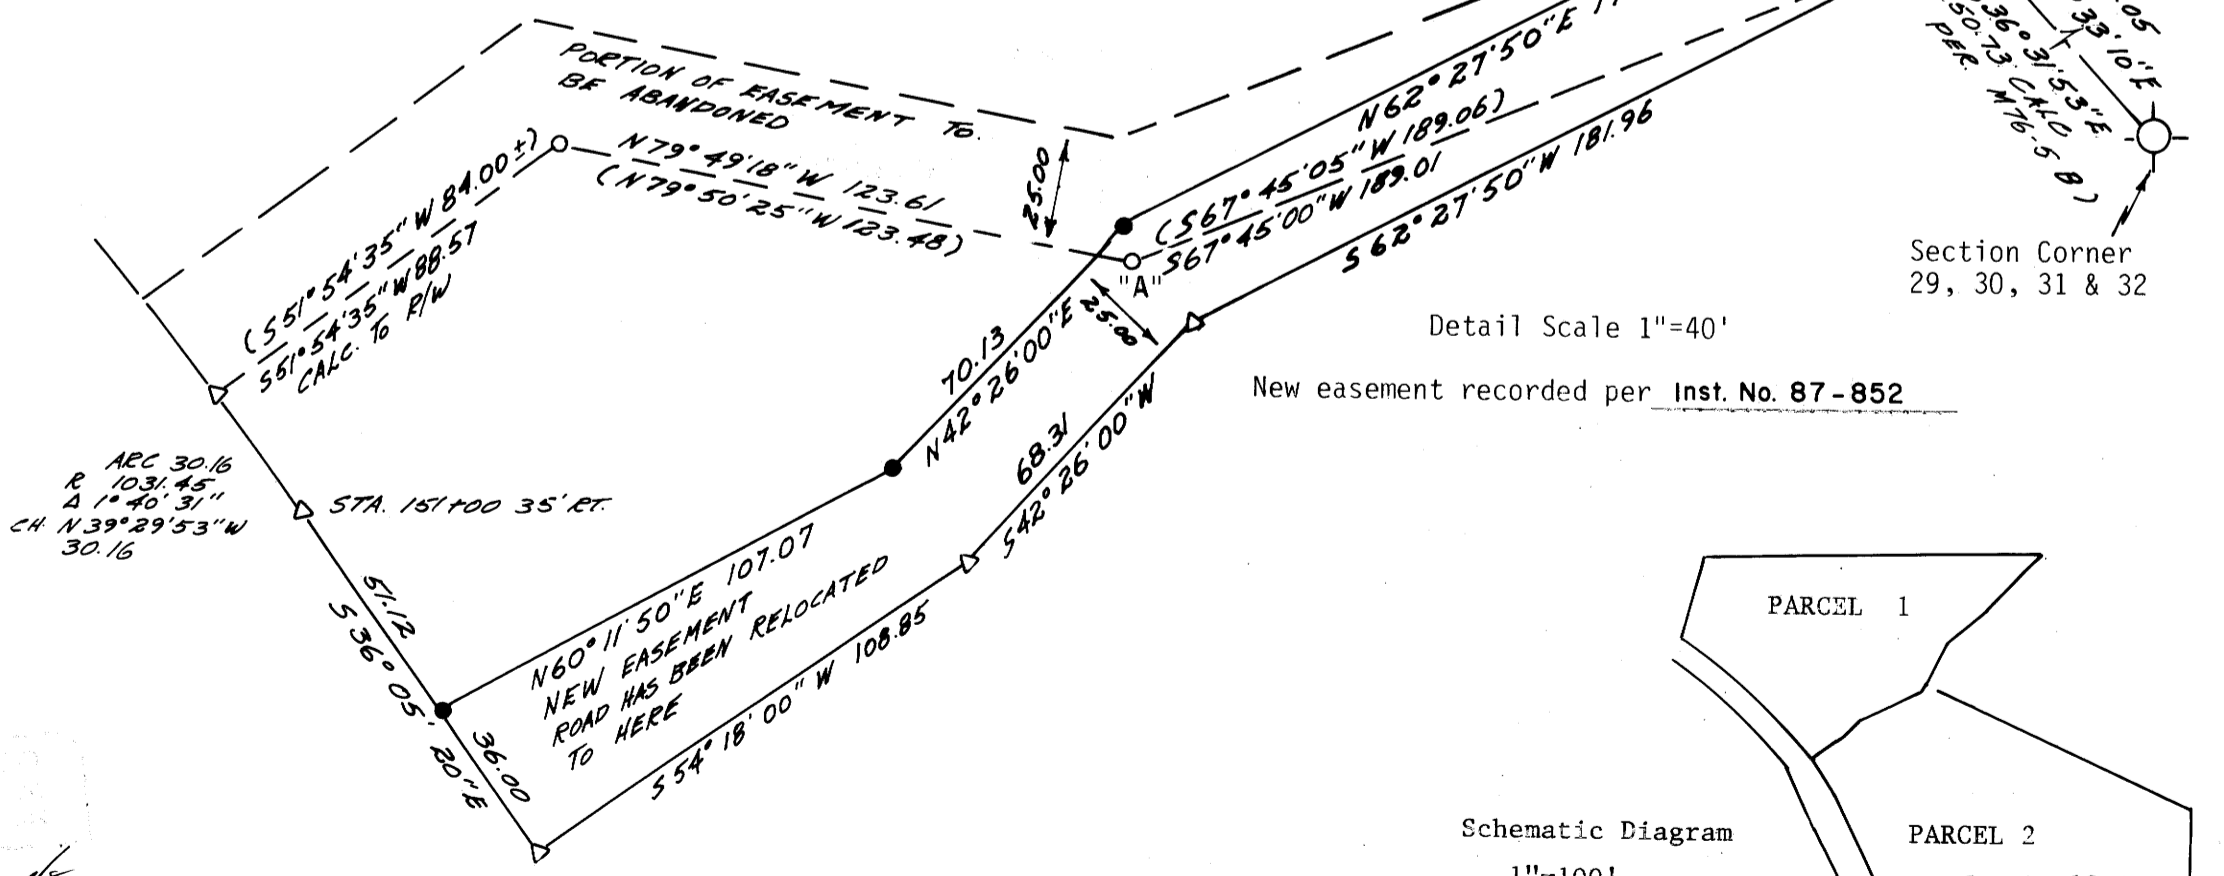 PORTION OF EASEMENT TO
BE ABANDONED
N79°49'18"W 123.61
(N79°50'25"W 123.48)
25.00
(S51°54'35"W 84.00±)
S51°54'35"W 88.57
CALC. TO R/W
N62°27'50"E
(S67°45'05"W 189.06)
S67°45'00"W 189.01
S62°27'50"W 181.96
"A"
25.00
05
33'10"E
36°31'53"E
50.73 CALC
PER. M76-5 B)
Section Corner
29, 30, 31 & 32
Detail Scale 1"=40'
New easement recorded per Inst. No. 87-852
70.13
N42°26'00"E
68.31
S42°26'00"W
ARC 30.16
R 1031.45
Δ 1°40'31"
CH. N39°29'53"W
30.16
STA. 151+00 35' RT.
51.12
S36°05'20"E
36.00
N60°11'50"E 107.07
NEW EASEMENT
ROAD HAS BEEN RELOCATED
TO HERE
S54°18'00"W 108.85
PARCEL 1
PARCEL 2
Schematic Diagram
1"=100'